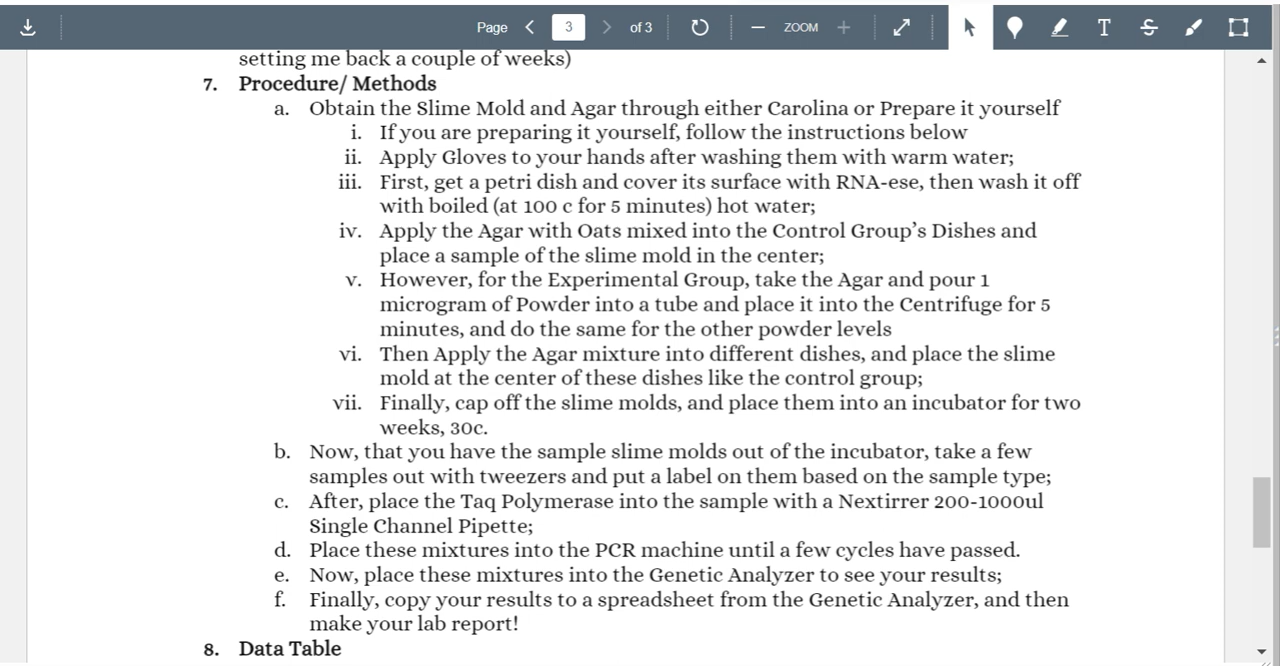 Page 3 of 3 ZOOM T S
setting me back a couple of weeks)
7. Procedure/ Methods
a. Obtain the Slime Mold and Agar through either Carolina or Prepare it yourself
i. If you are preparing it yourself, follow the instructions below
ii. Apply Gloves to your hands after washing them with warm water;
iii. First, get a petri dish and cover its surface with RNA-ese, then wash it off
with boiled (at 100 c for 5 minutes) hot water;
iv. Apply the Agar with Oats mixed into the Control Group’s Dishes and
place a sample of the slime mold in the center;
v. However, for the Experimental Group, take the Agar and pour 1
microgram of Powder into a tube and place it into the Centrifuge for 5
minutes, and do the same for the other powder levels
vi. Then Apply the Agar mixture into different dishes, and place the slime
mold at the center of these dishes like the control group;
vii. Finally, cap off the slime molds, and place them into an incubator for two
weeks, 30c.
b. Now, that you have the sample slime molds out of the incubator, take a few
samples out with tweezers and put a label on them based on the sample type;
c. After, place the Taq Polymerase into the sample with a Nextirrer 200-1000ul
Single Channel Pipette;
d. Place these mixtures into the PCR machine until a few cycles have passed.
e. Now, place these mixtures into the Genetic Analyzer to see your results;
f. Finally, copy your results to a spreadsheet from the Genetic Analyzer, and then
make your lab report!
8. Data Table